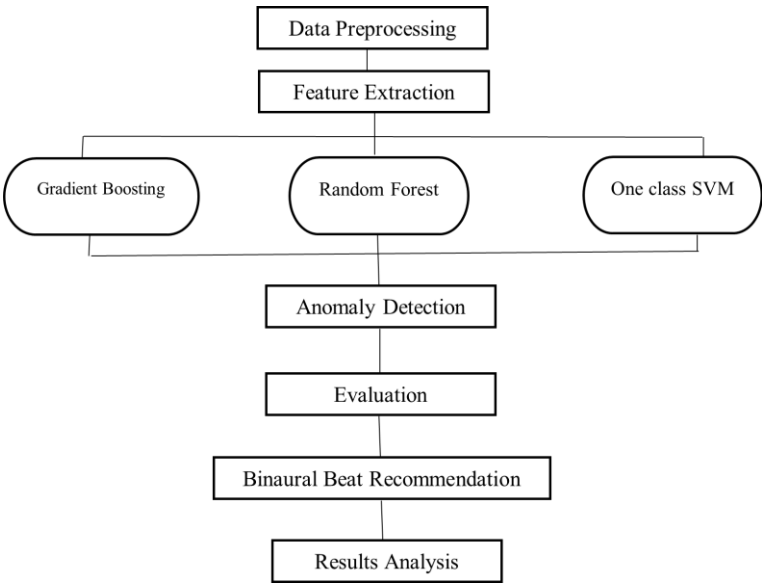 Data Preprocessing
Feature Extraction
Gradient Boosting
Random Forest
One class SVM
Anomaly Detection
Evaluation
Binaural Beat Recommendation
Results Analysis